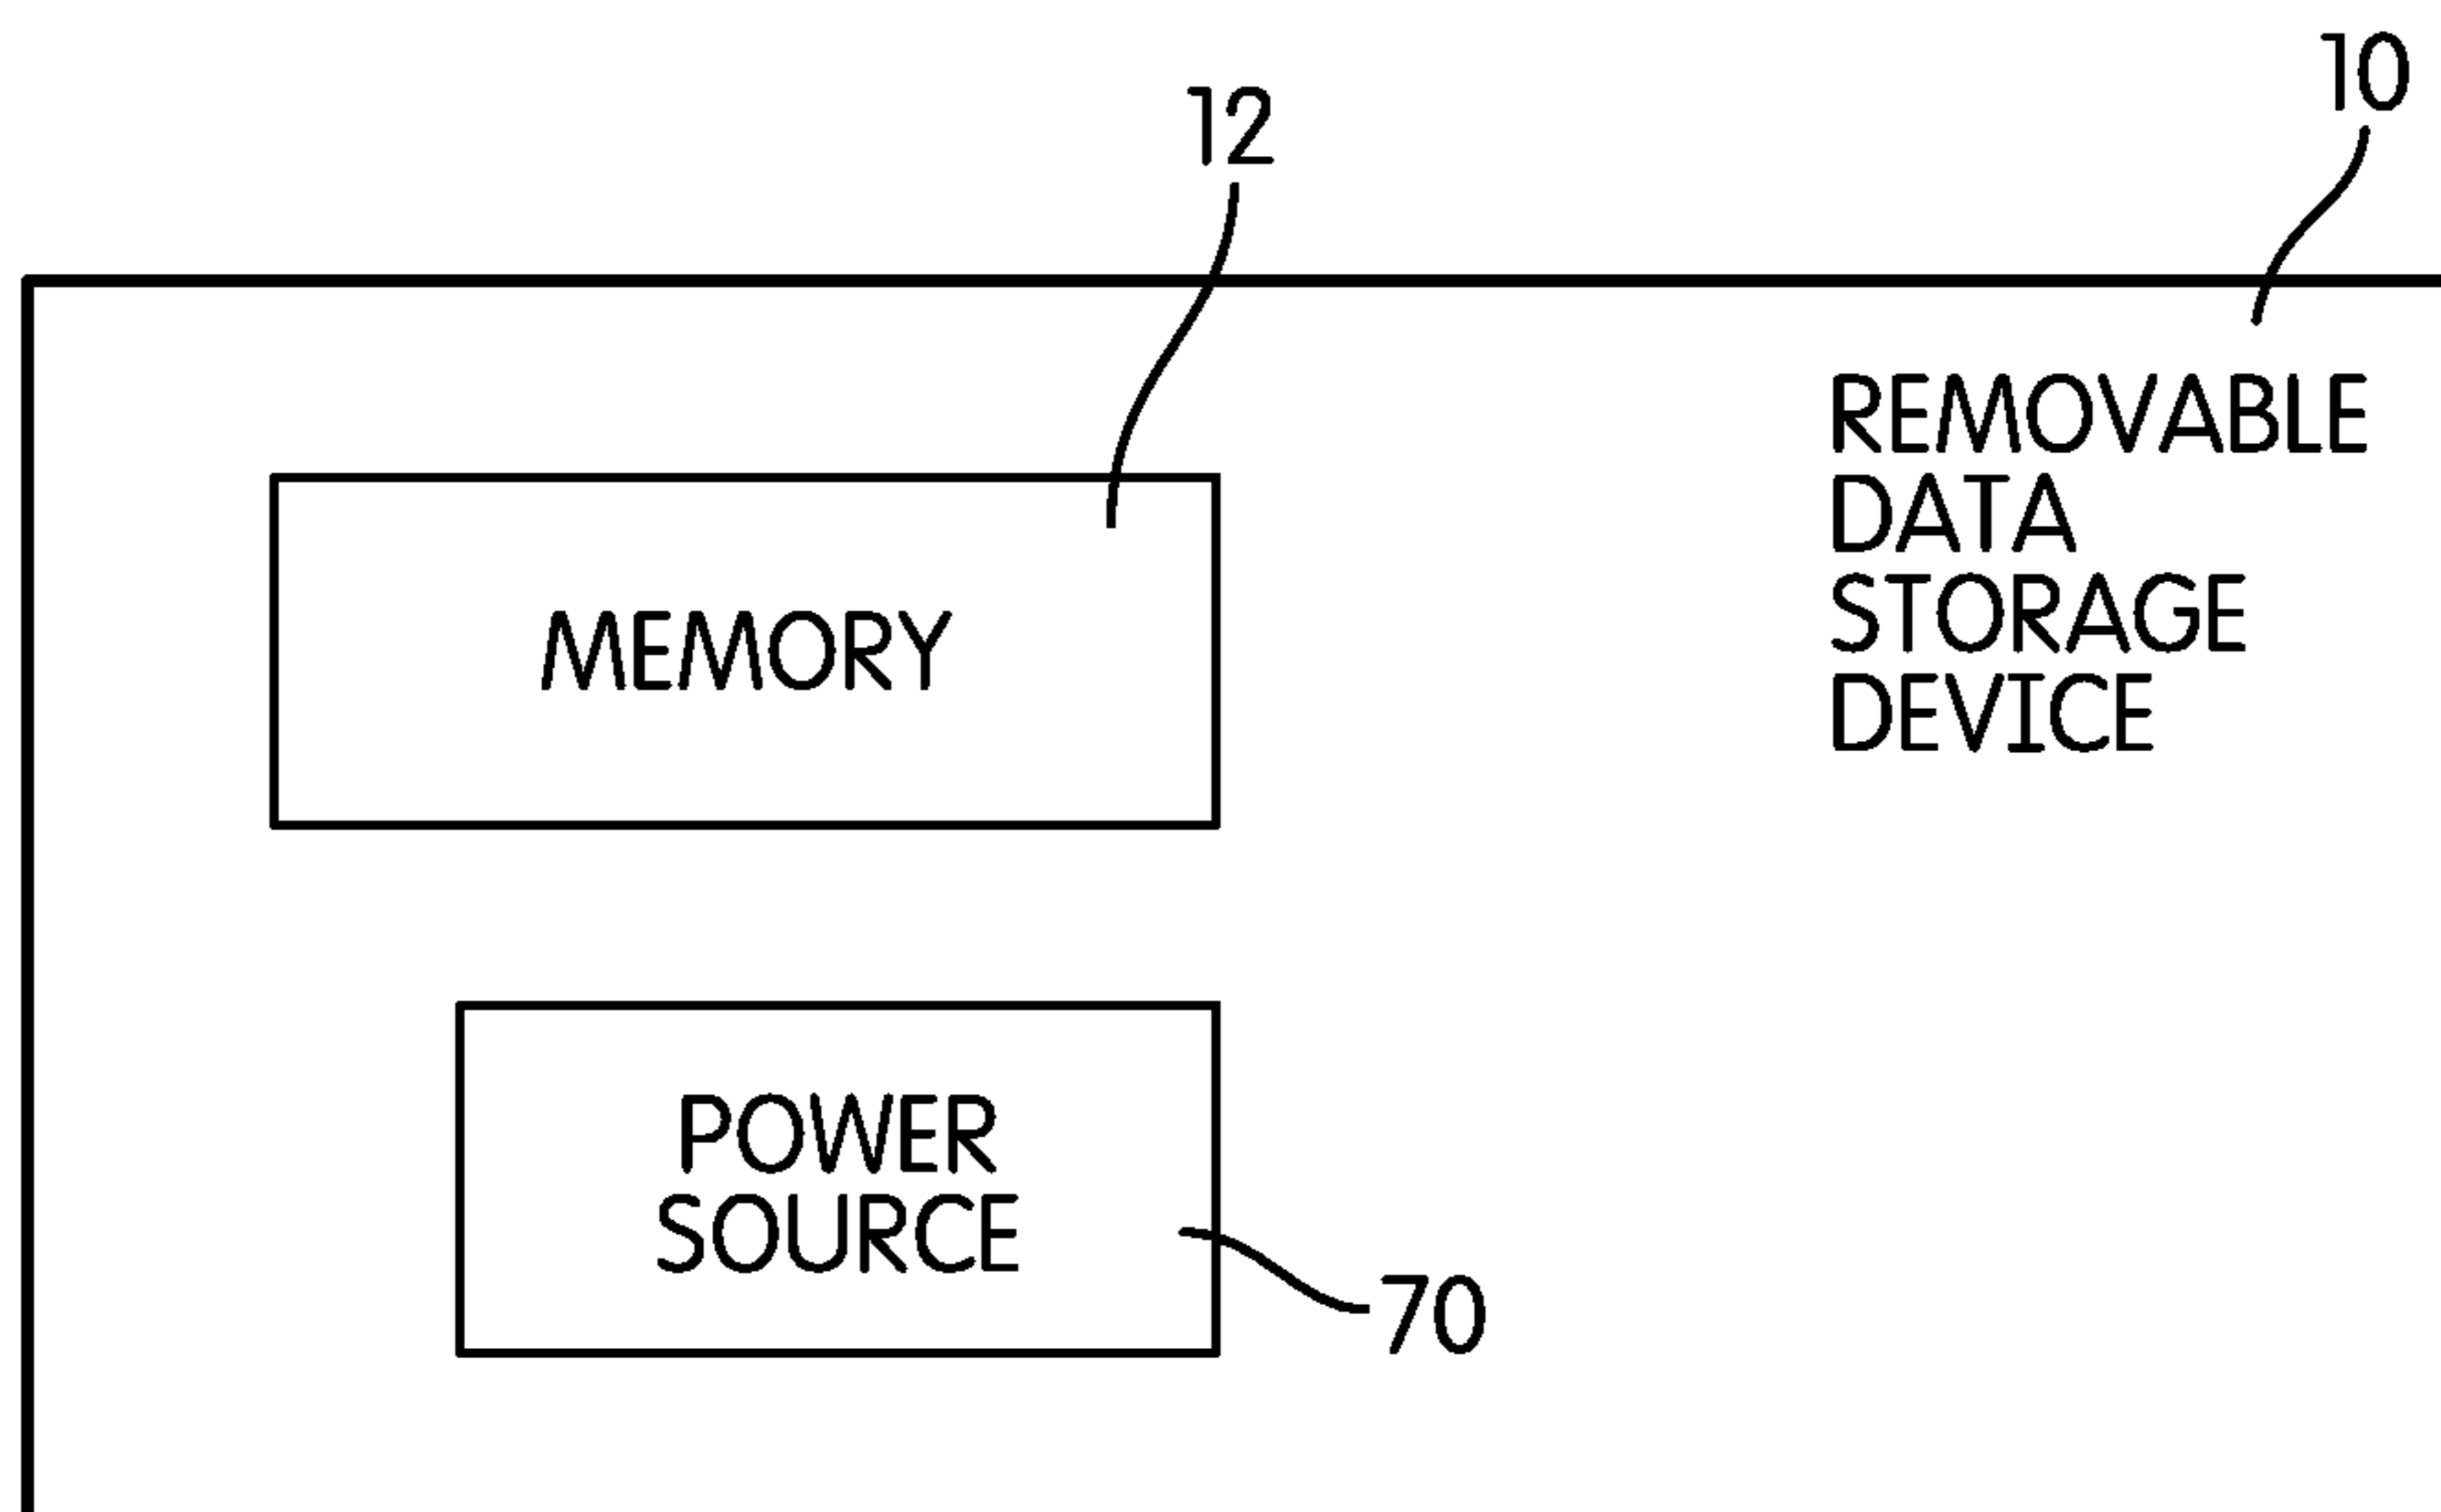 10
12
REMOVABLE
DATA
STORAGE
DEVICE
MEMORY
POWER
SOURCE
70